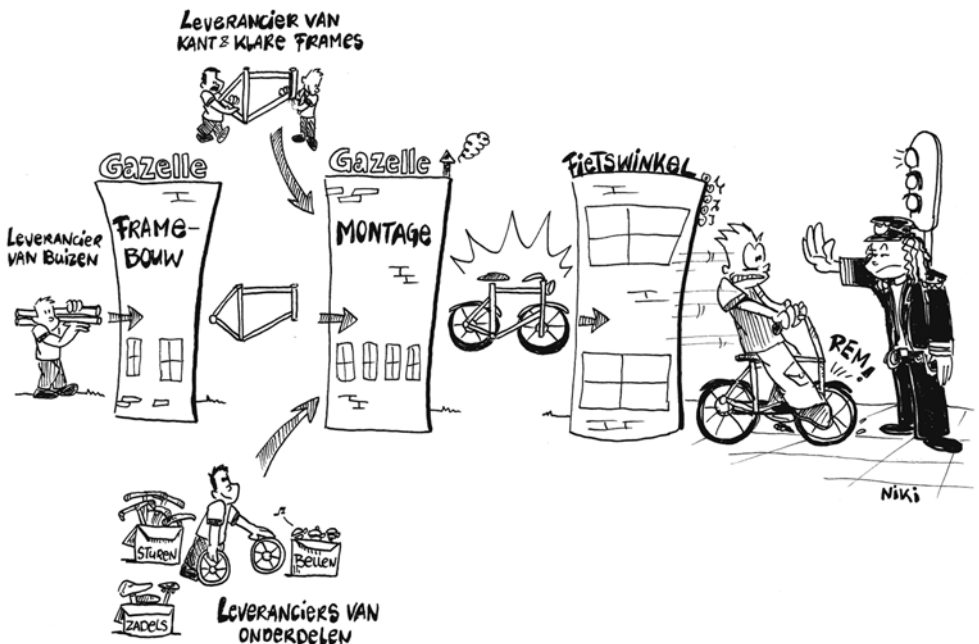 LEVERANCIER VAN
KANT & KLARE FRAMES
Gazelle
Gazelle
FIETSWINKEL
LEVERANCIER
VAN BUIZEN
FRAME-
BOUW
MONTAGE
REM!
NIKI
STUREN
BELLEN
ZADELS
LEVERANCIERS VAN
ONDERDELEN